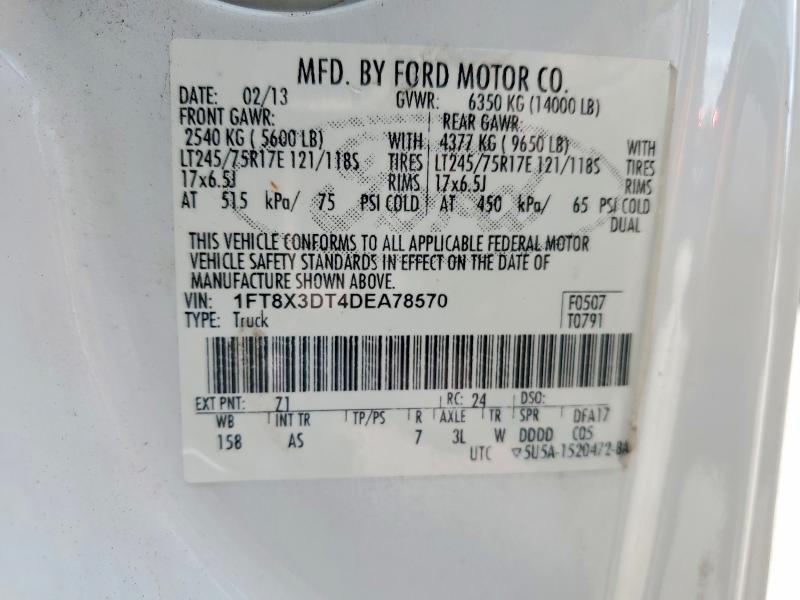 MFD. BY FORD MOTOR CO.
DATE: 02/13 GVWR: 6350 KG (14000 LB)
FRONT GAWR: REAR GAWR:
2540 KG ( 5600 LB) WITH 4377 KG ( 9650 LB) WITH
LT245/75R17E 121/118S TIRES LT245/75R17E 121/118S TIRES
17x6.5J RIMS 17x6.5J RIMS
AT 515 kPa/ 75 PSI COLD AT 450 kPa/ 65 PSI COLD
DUAL
THIS VEHICLE CONFORMS TO ALL APPLICABLE FEDERAL MOTOR
VEHICLE SAFETY STANDARDS IN EFFECT ON THE DATE OF
MANUFACTURE SHOWN ABOVE.
VIN: 1FT8X3DT4DEA78570 F0507
TYPE: Truck T0791
EXT PNT: Z1 RC: 24 DSO:
WB INT TR TP/PS R AXLE TR SPR DFA17
158 AS 7 3L W DDDD C05
UTC ▽5U5A-1520472-BA